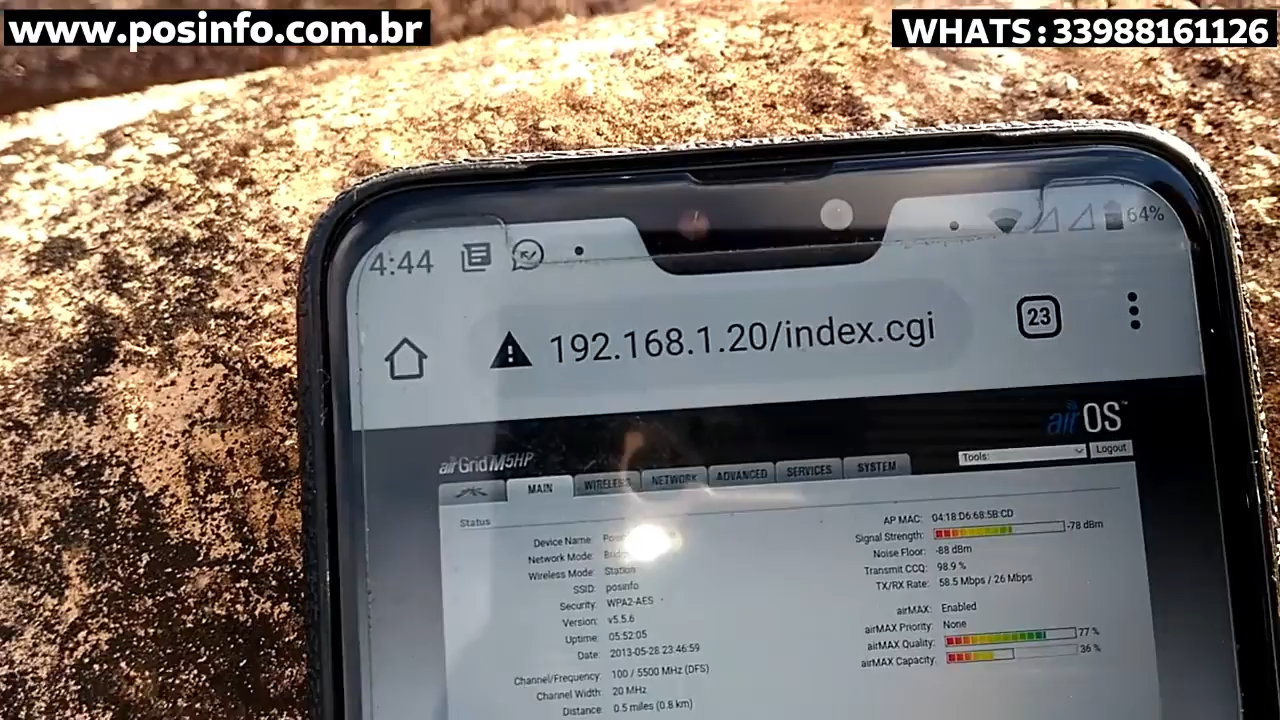 www.posinfo.com.br
WHATS:33988161126
4:44
64%
192.168.1.20/index.cgi
23
airOS™
airGrid M5HP
Tools:
Logout
MAIN
WIRELESS
NETWORK
ADVANCED
SERVICES
SYSTEM
Status
Device Name:
Network Mode:
Wireless Mode: Station
SSID: posinfo
Security: WPA2-AES
Version: v5.5.6
Uptime: 05:52:05
Date: 2013-05-28 23:46:59
Channel/Frequency: 100 / 5500 MHz (DFS)
Channel Width: 20 MHz
Distance: 0.5 miles (0.8 km)
AP MAC: 04:18:D6:68:5B:CD
Signal Strength: -78 dBm
Noise Floor: -88 dBm
Transmit CCQ: 98.9 %
TX/RX Rate: 58.5 Mbps / 26 Mbps
airMAX: Enabled
airMAX Priority: None
airMAX Quality: 77 %
airMAX Capacity: 36 %